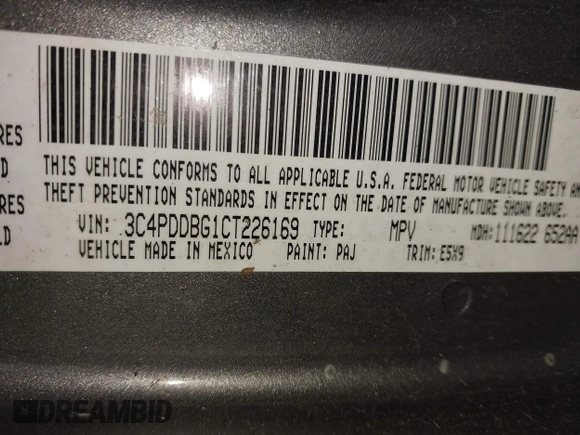 RES
D
RES
LD
THIS VEHICLE CONFORMS TO ALL APPLICABLE U.S.A. FEDERAL MOTOR VEHICLE SAFETY AN
THEFT PREVENTION STANDARDS IN EFFECT ON THE DATE OF MANUFACTURE SHOWN ABOVE.
VIN: 3C4PDDBG1CT226169 TYPE: MPV MDH: 111622 652AA
VEHICLE MADE IN MEXICO PAINT: PAJ TRIM: E5X9
DREAMBID